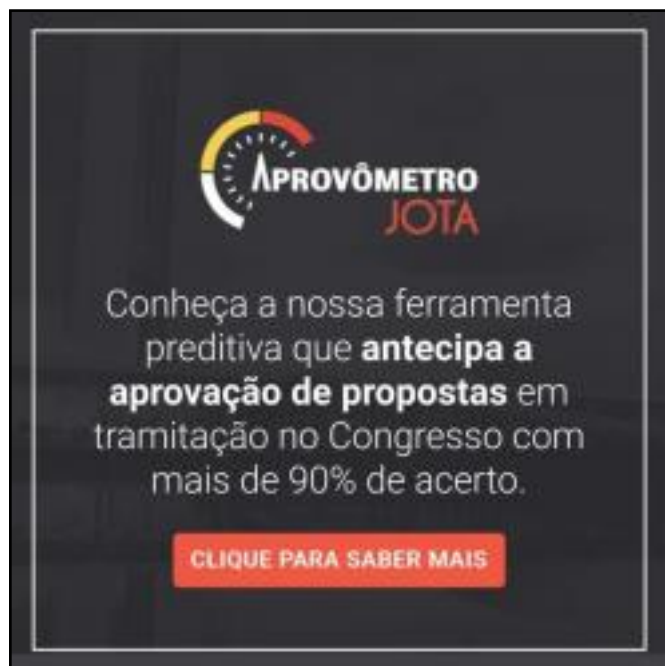 APROVÔMETRO
JOTA
Conheça a nossa ferramenta
preditiva que antecipa a
aprovação de propostas em
tramitação no Congresso com
mais de 90% de acerto.
CLIQUE PARA SABER MAIS